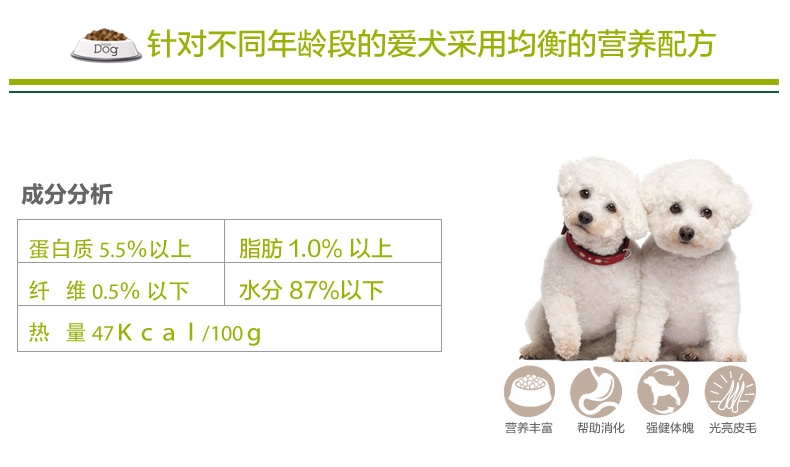 Dog
针对不同年龄段的爱犬采用均衡的营养配方
成分分析
蛋白质 5.5%以上
脂肪 1.0% 以上
纤 维 0.5% 以下
水分 87%以下
热 量 47Kcal/100g
营养丰富
帮助消化
强健体魄
光亮皮毛